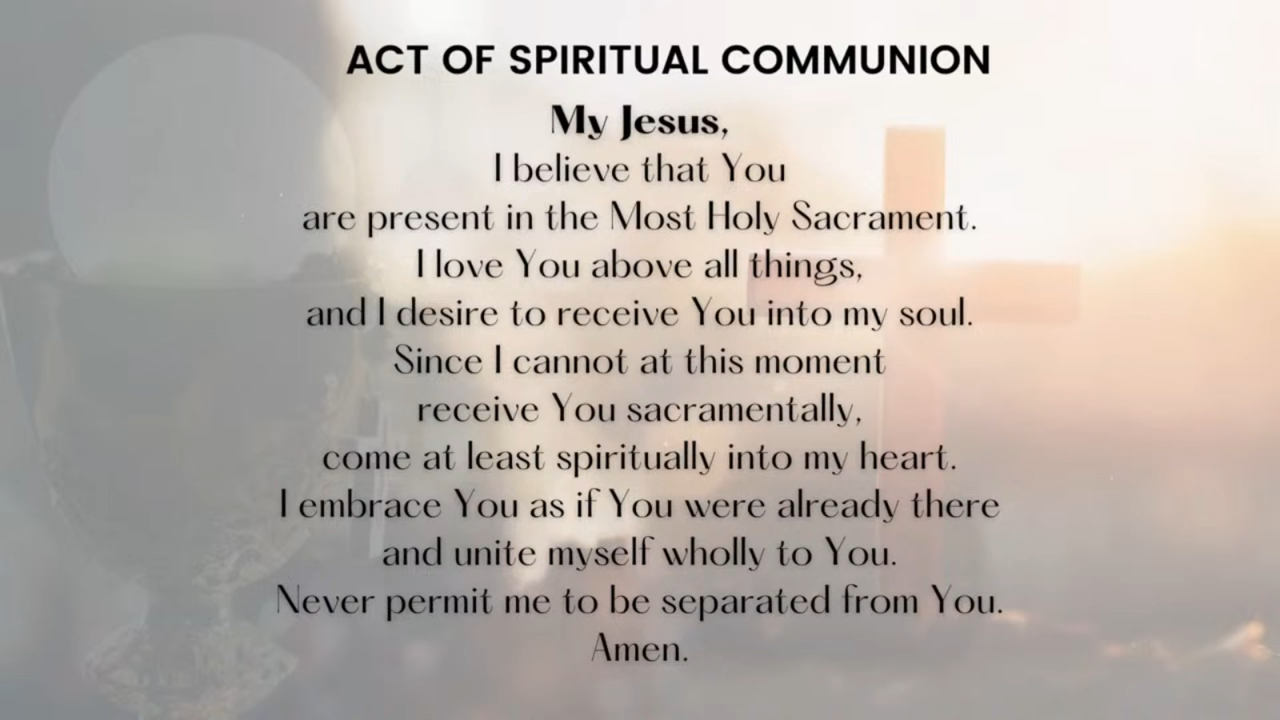 ACT OF SPIRITUAL COMMUNION
My Jesus,
I believe that You
are present in the Most Holy Sacrament.
I love You above all things,
and I desire to receive You into my soul.
Since I cannot at this moment
receive You sacramentally,
come at least spiritually into my heart.
I embrace You as if You were already there
and unite myself wholly to You.
Never permit me to be separated from You.
Amen.